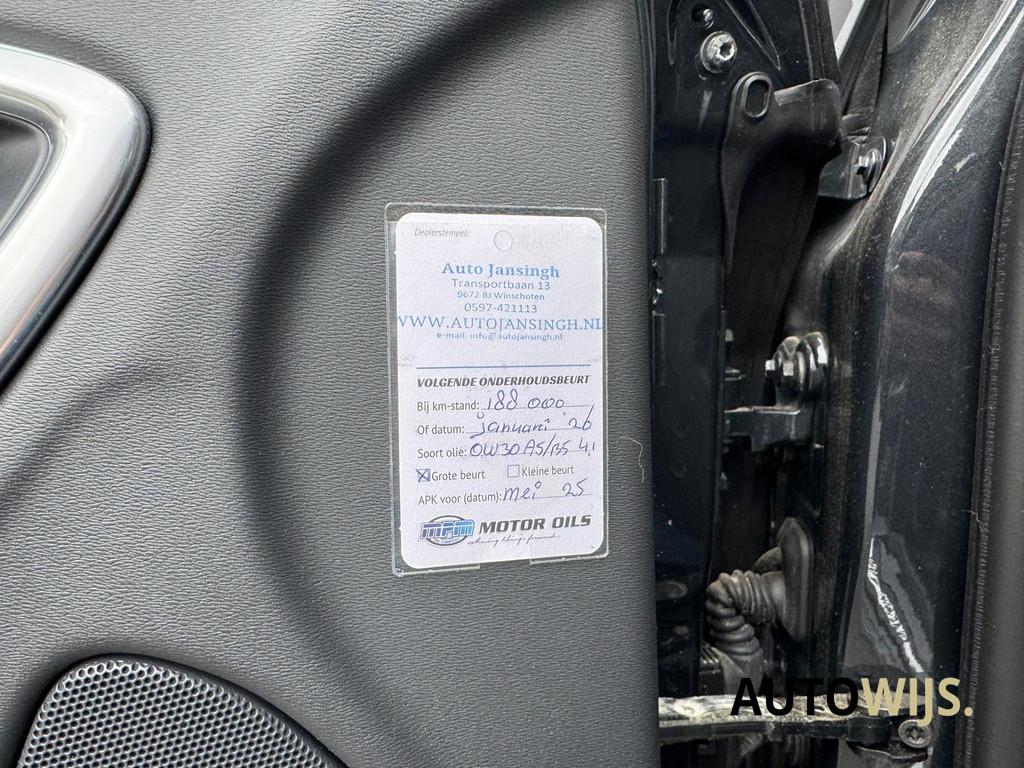 Dealerstempel:
Auto Jansingh
Transportbaan 13
9672 BJ Winschoten
0597-421113
WWW.AUTOJANSINGH.NL
e-mail: info@autojansingh.nl
VOLGENDE ONDERHOUDSBEURT
Bij km-stand: 188 000
Of datum: januari '26
Soort olie: 0W30 A5/B5 4,1
Grote beurt Kleine beurt
APK voor (datum): mei 25
MPM MOTOR OILS
AUTOWIJS.